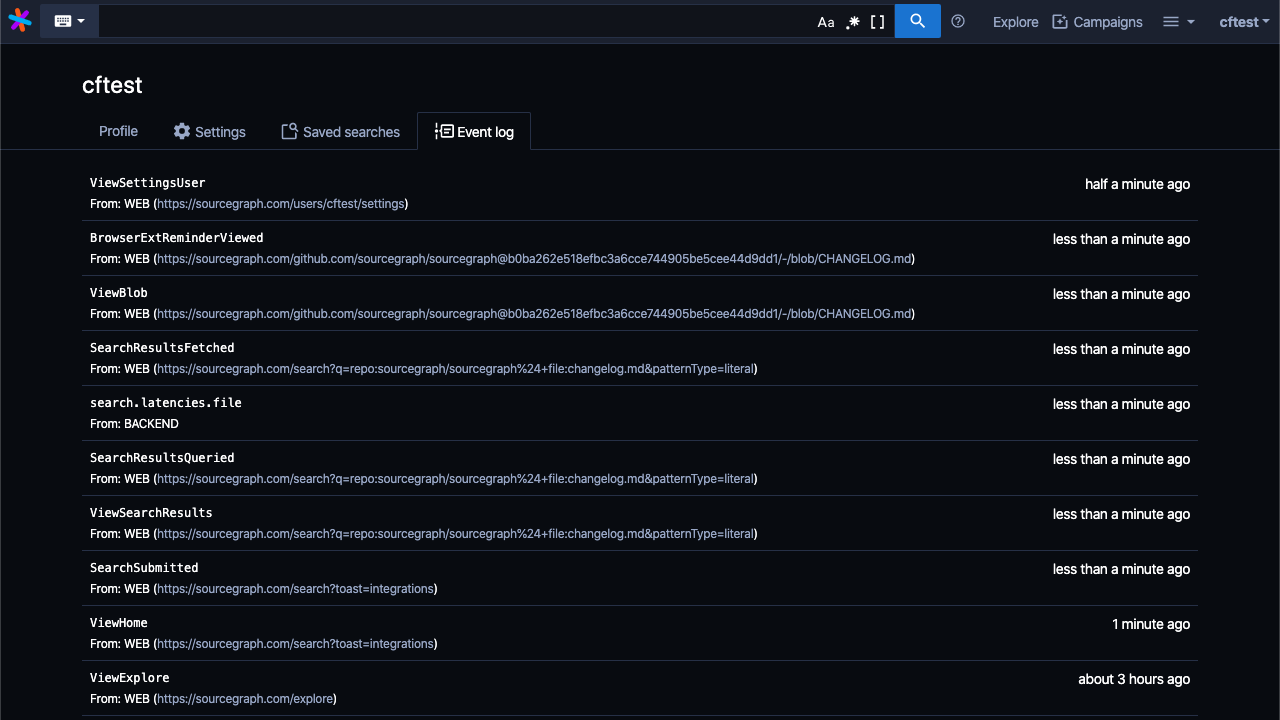 Aa .* [ ] Explore Campaigns cftest
cftest
Profile Settings Saved searches Event log
ViewSettingsUser half a minute ago
From: WEB (https://sourcegraph.com/users/cftest/settings)
BrowserExtReminderViewed less than a minute ago
From: WEB (https://sourcegraph.com/github.com/sourcegraph/sourcegraph@b0ba262e518efbc3a6cce744905be5cee44d9dd1/-/blob/CHANGELOG.md)
ViewBlob less than a minute ago
From: WEB (https://sourcegraph.com/github.com/sourcegraph/sourcegraph@b0ba262e518efbc3a6cce744905be5cee44d9dd1/-/blob/CHANGELOG.md)
SearchResultsFetched less than a minute ago
From: WEB (https://sourcegraph.com/search?q=repo:sourcegraph/sourcegraph%24+file:changelog.md&patternType=literal)
search.latencies.file less than a minute ago
From: BACKEND
SearchResultsQueried less than a minute ago
From: WEB (https://sourcegraph.com/search?q=repo:sourcegraph/sourcegraph%24+file:changelog.md&patternType=literal)
ViewSearchResults less than a minute ago
From: WEB (https://sourcegraph.com/search?q=repo:sourcegraph/sourcegraph%24+file:changelog.md&patternType=literal)
SearchSubmitted less than a minute ago
From: WEB (https://sourcegraph.com/search?toast=integrations)
ViewHome 1 minute ago
From: WEB (https://sourcegraph.com/search?toast=integrations)
ViewExplore about 3 hours ago
From: WEB (https://sourcegraph.com/explore)